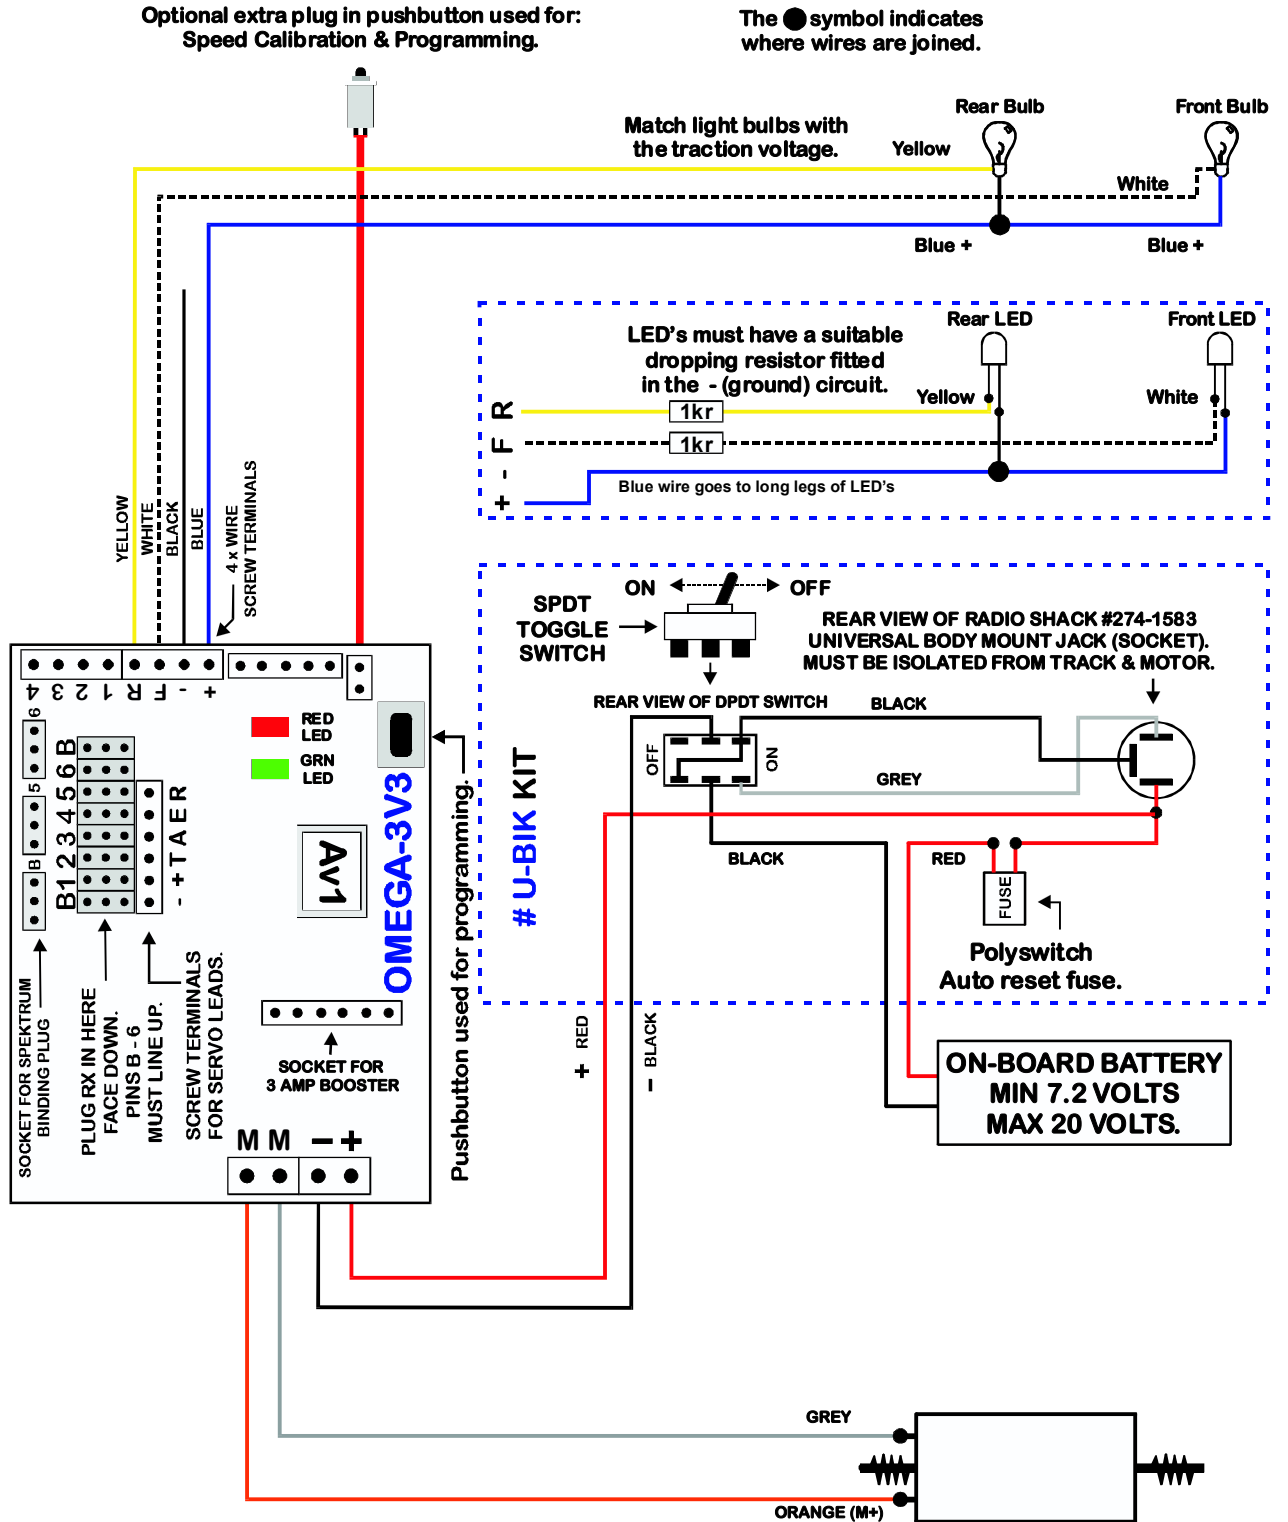 Optional extra plug in pushbutton used for:
Speed Calibration & Programming.
The symbol indicates
where wires are joined.
Rear Bulb
Front Bulb
Match light bulbs with
the traction voltage.
Yellow
White
Blue +
Blue +
Rear LED
Front LED
LED's must have a suitable
dropping resistor fitted
in the - (ground) circuit.
Yellow
White
R
1kr
F
1kr
-
+
Blue wire goes to long legs of LED's
YELLOW
WHITE
BLACK
BLUE
4 x WIRE
SCREW TERMINALS
4 3 2 1 R F - +
RED
LED
GRN
LED
6
5
B
B1 2 3 4 5 6 B
- + T A E R
Av1
OMEGA-3V3
Pushbutton used for programming.
SOCKET FOR SPEKTRUM
BINDING PLUG
PLUG RX IN HERE
FACE DOWN.
PINS B - 6
MUST LINE UP.
SCREW TERMINALS
FOR SERVO LEADS.
SOCKET FOR
3 AMP BOOSTER
M M - +
ON
OFF
SPDT
TOGGLE
SWITCH
REAR VIEW OF RADIO SHACK #274-1583
UNIVERSAL BODY MOUNT JACK (SOCKET).
MUST BE ISOLATED FROM TRACK & MOTOR.
REAR VIEW OF DPDT SWITCH
BLACK
OFF
ON
GREY
# U-BIK KIT
BLACK
RED
FUSE
Polyswitch
Auto reset fuse.
+ RED
- BLACK
ON-BOARD BATTERY
MIN 7.2 VOLTS
MAX 20 VOLTS.
GREY
ORANGE (M+)